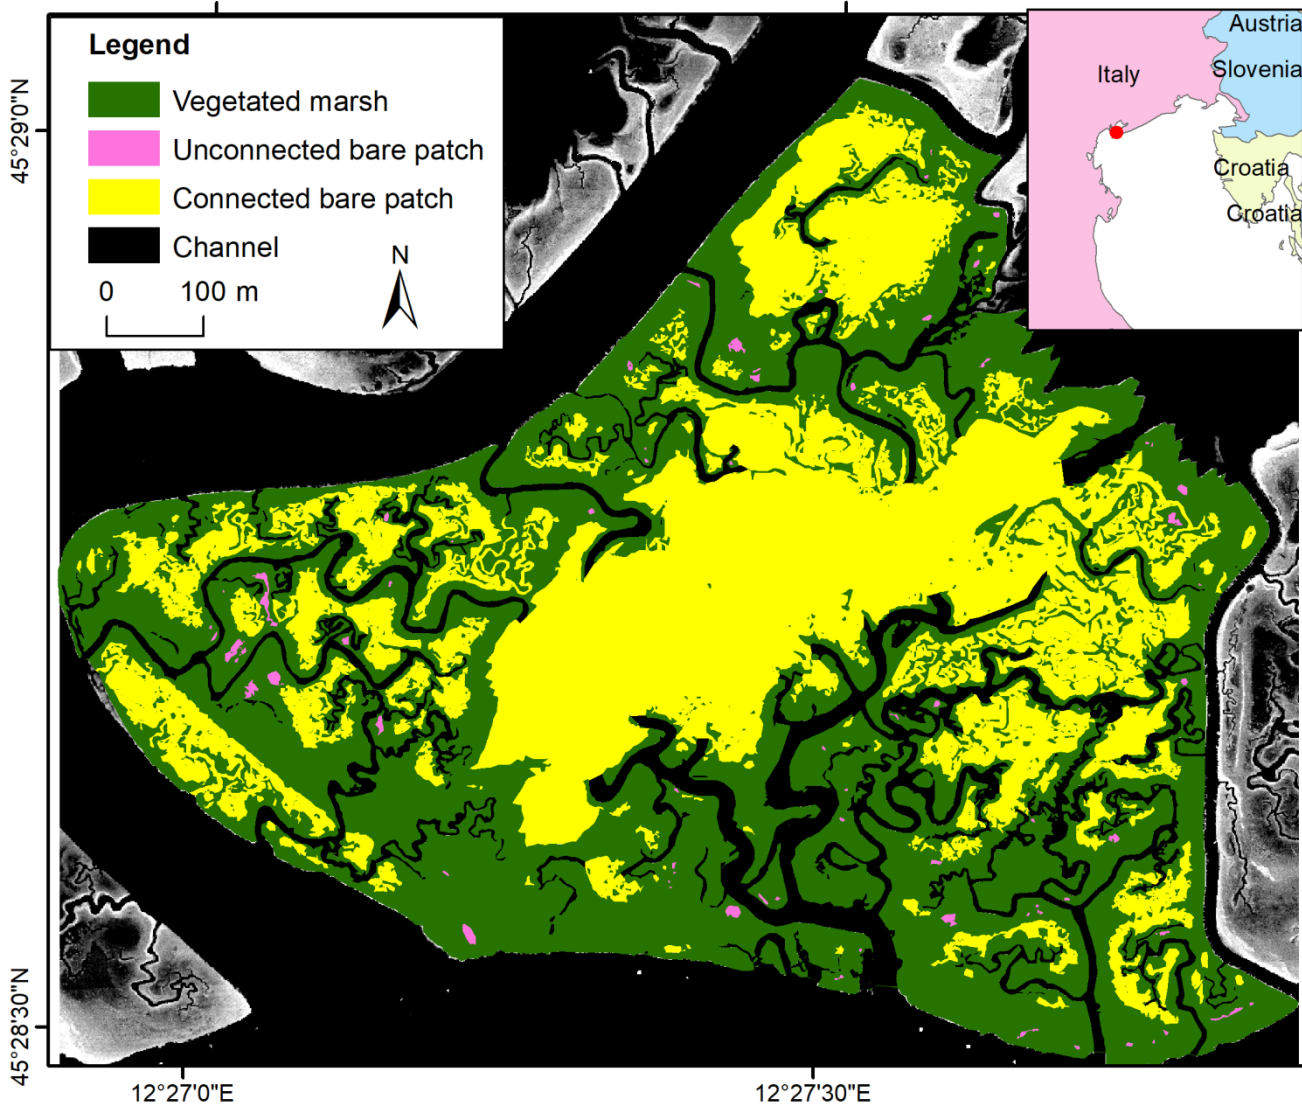 Legend
Vegetated marsh
Unconnected bare patch
Connected bare patch
Channel
N
0 100 m
Austria
Italy
Slovenia
Croatia
Croatia
45°29'0"N
45°28'30"N
12°27'0"E
12°27'30"E